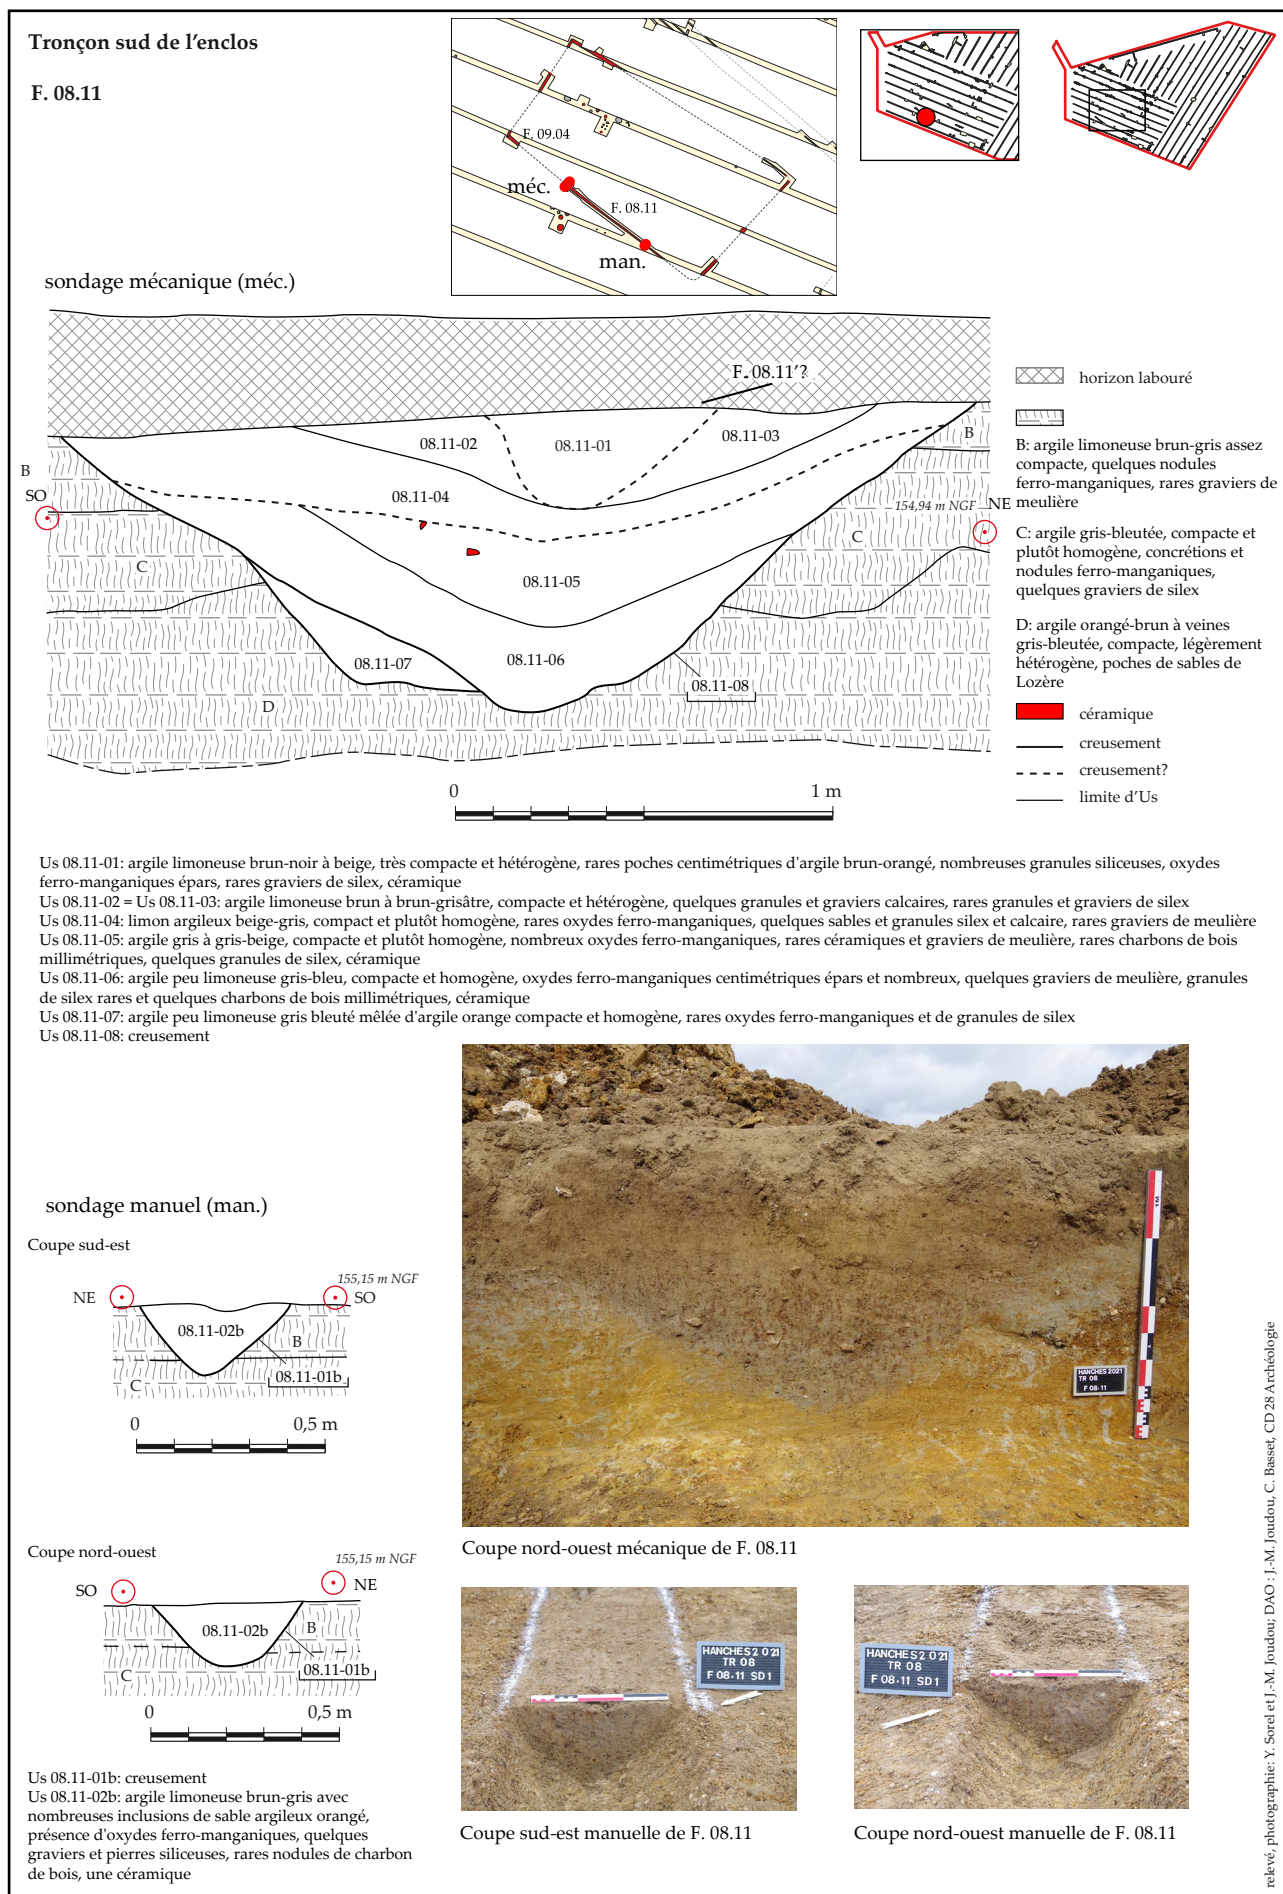 Tronçon sud de l'enclos
F. 08.11
F. 09.04
méc.
F. 08.11
man.
sondage mécanique (méc.)
F. 08.11'?
08.11-02
08.11-01
08.11-03
B
B
SO
08.11-04
154,94 m NGF
NE
C
C
08.11-05
08.11-06
08.11-07
08.11-08
D
0
1 m
horizon labouré
B: argile limoneuse brun-gris assez
compacte, quelques nodules
ferro-manganiques, rares graviers de
meulière
C: argile gris-bleutée, compacte et
plutôt homogène, concrétions et
nodules ferro-manganiques,
quelques graviers de silex
D: argile orangé-brun à veines
gris-bleutée, compacte, légèrement
hétérogène, poches de sables de
Lozère
céramique
creusement
creusement?
limite d'Us
Us 08.11-01: argile limoneuse brun-noir à beige, très compacte et hétérogène, rares poches centimétriques d'argile brun-orangé, nombreuses granules siliceuses, oxydes
ferro-manganiques épars, rares graviers de silex, céramique
Us 08.11-02 = Us 08.11-03: argile limoneuse brun à brun-grisâtre, compacte et hétérogène, quelques granules et graviers calcaires, rares granules et graviers de silex
Us 08.11-04: limon argileux beige-gris, compact et plutôt homogène, rares oxydes ferro-manganiques, quelques sables et granules silex et calcaire, rares graviers de meulière
Us 08.11-05: argile gris à gris-beige, compacte et plutôt homogène, nombreux oxydes ferro-manganiques, rares céramiques et graviers de meulière, rares charbons de bois
millimétriques, quelques granules de silex, céramique
Us 08.11-06: argile peu limoneuse gris-bleu, compacte et homogène, oxydes ferro-manganiques centimétriques épars et nombreux, quelques graviers de meulière, granules
de silex rares et quelques charbons de bois millimétriques, céramique
Us 08.11-07: argile peu limoneuse gris bleuté mêlée d'argile orange compacte et homogène, rares oxydes ferro-manganiques et de granules de silex
Us 08.11-08: creusement
1M
HANCHES 2021
TR 08
F 08-11
Coupe nord-ouest mécanique de F. 08.11
sondage manuel (man.)
Coupe sud-est
155,15 m NGF
NE
SO
08.11-02b
B
08.11-01b
C
0
0,5 m
Coupe nord-ouest
155,15 m NGF
SO
NE
08.11-02b
B
08.11-01b
C
0
0,5 m
Us 08.11-01b: creusement
Us 08.11-02b: argile limoneuse brun-gris avec
nombreuses inclusions de sable argileux orangé,
présence d'oxydes ferro-manganiques, quelques
graviers et pierres siliceuses, rares nodules de charbon
de bois, une céramique
HANCHES 2 021
TR 08
F 08-11 SD1
Coupe sud-est manuelle de F. 08.11
HANCHES 2 021
TR 08
F 08-11 SD1
Coupe nord-ouest manuelle de F. 08.11
relevé, photographie: Y. Sorel et J.-M. Joudou; DAO : J.-M. Joudou, C. Basset, CD 28 Archéologie